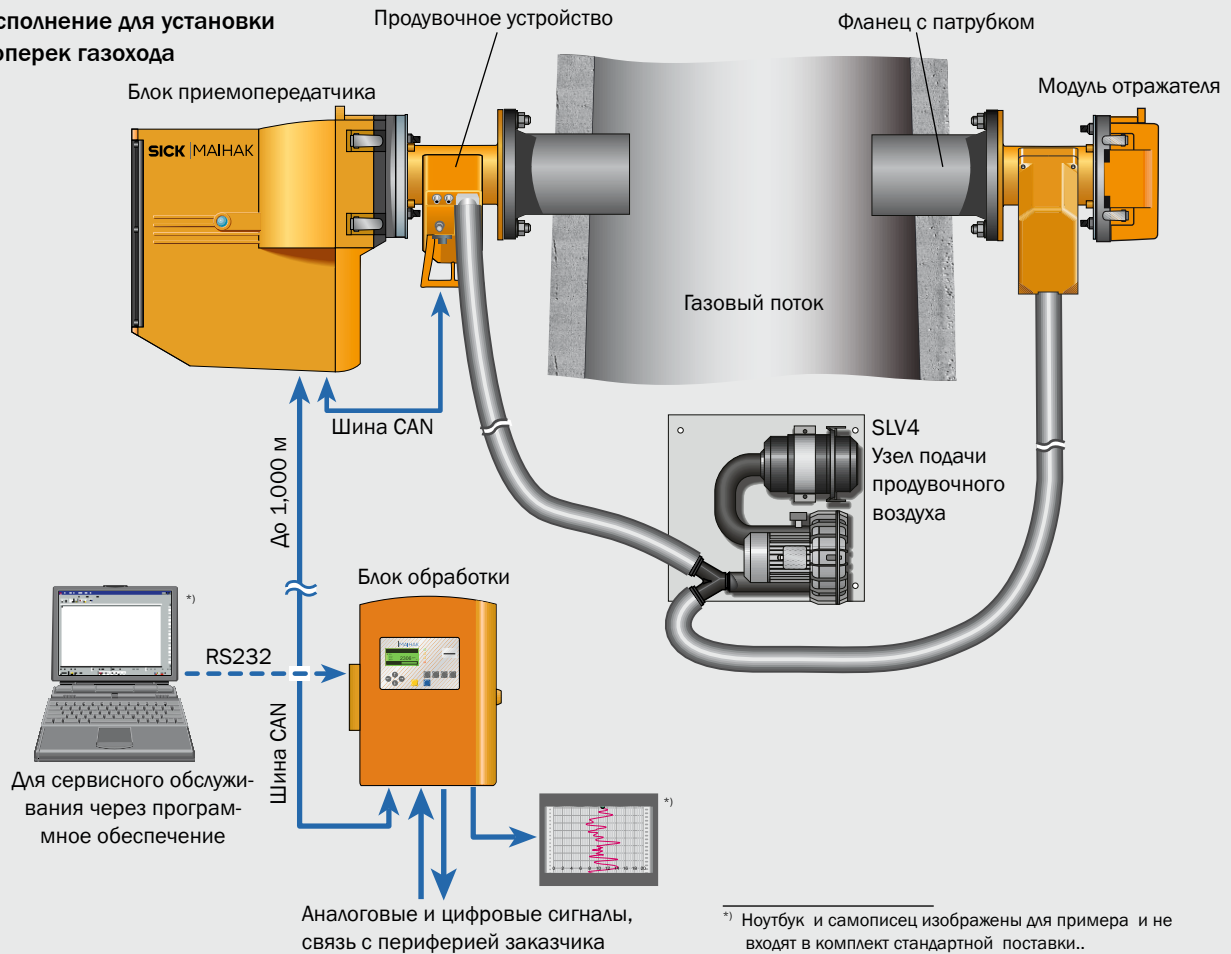 сполнение для установки
оперек газохода
Продувочное устройство
Фланец с патрубком
Блок приемопередатчика
Модуль отражателя
SICK | MAIHAK
Газовый поток
Шина CAN
До 1,000 м
SLV4
Узел подачи
продувочного
воздуха
Блок обработки
*)
MAIHAK
RS232
Шина CAN
Для сервисного обслужи-
вания через програм-
мное обеспечение
*)
Аналоговые и цифровые сигналы,
связь с периферией заказчика
*) Ноутбук и самописец изображены для примера и не
входят в комплект стандартной поставки..